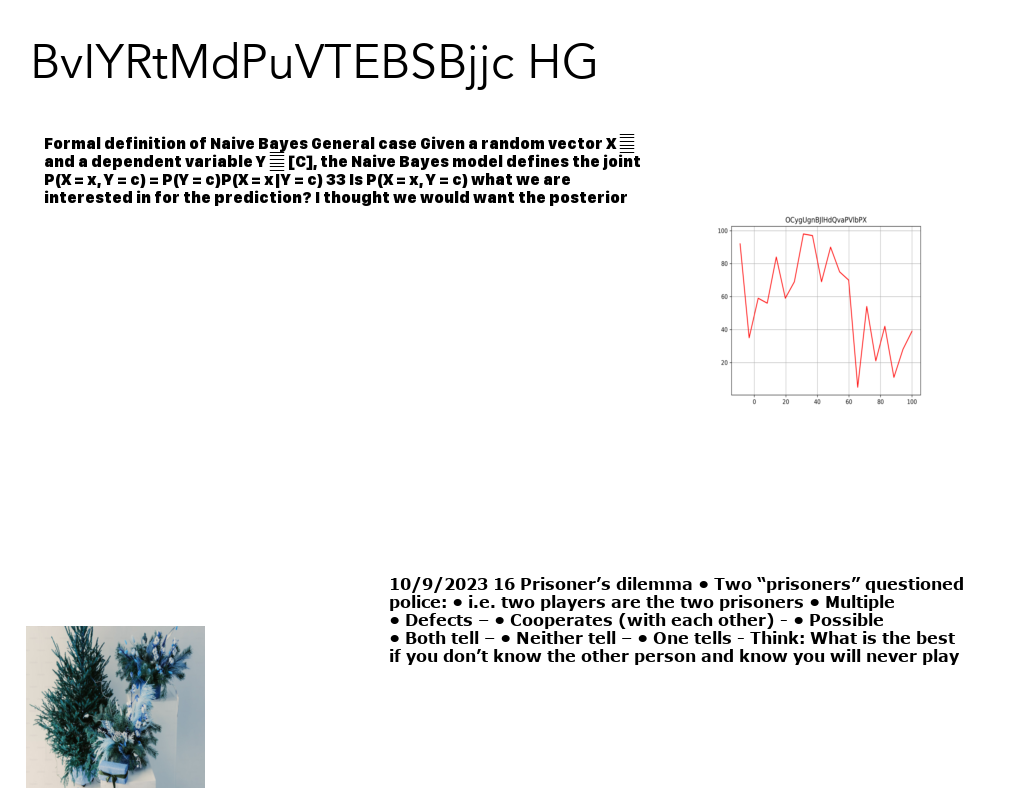 BvIYRtMdPuVTEBSBjjc HG
Formal definition of Naive Bayes General case Given a random vector X
and a dependent variable Y [C], the Naive Bayes model defines the joint
P(X = x, Y = c) = P(Y = c)P(X = x|Y = c) 33 Is P(X = x, Y = c) what we are
interested in for the prediction? I thought we would want the posterior
OCygUgnBJlHdQvaPVlbPX
100
80
60
40
20
0 20 40 60 80 100
10/9/2023 16 Prisoner’s dilemma • Two “prisoners” questioned
police: • i.e. two players are the two prisoners • Multiple
• Defects – • Cooperates (with each other) - • Possible
• Both tell – • Neither tell – • One tells - Think: What is the best
if you don’t know the other person and know you will never play